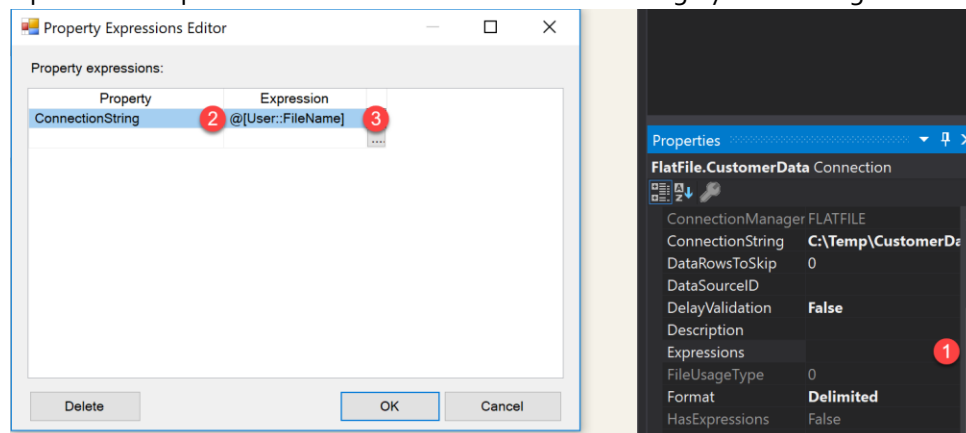 Property Expressions Editor
Property expressions:
Property Expression
ConnectionString 2 @[User::FileName] 3
....
Delete OK Cancel
Properties
FlatFile.CustomerData Connection
ConnectionManager FLATFILE
ConnectionString C:\Temp\CustomerDa
DataRowsToSkip 0
DataSourceID
DelayValidation False
Description
Expressions 1
FileUsageType 0
Format Delimited
HasExpressions False